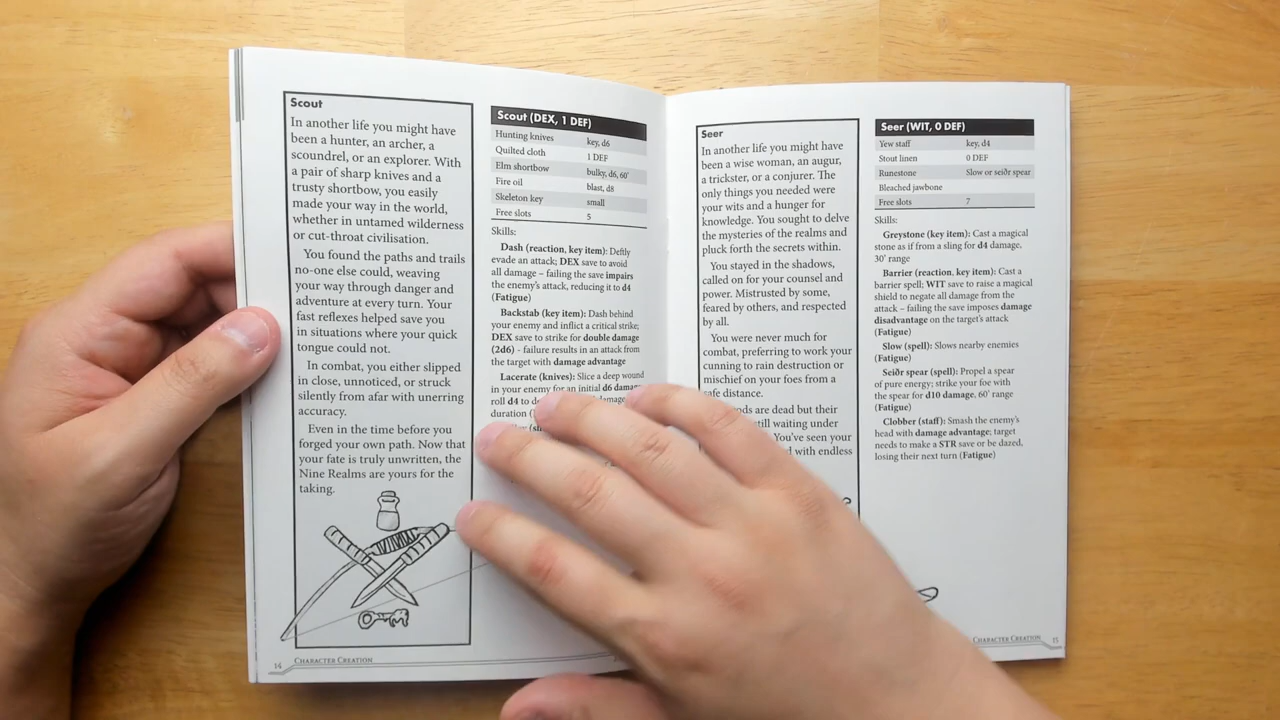 Scout
In another life you might have
been a hunter, an archer, a
scoundrel, or an explorer. With
a pair of sharp knives and a
trusty shortbow, you easily
made your way in the world,
whether in untamed wilderness
or cut-throat civilisation.
You found the paths and trails
no-one else could, weaving
your way through danger and
adventure at every turn. Your
fast reflexes helped save you
in situations where your quick
tongue could not.
In combat, you either slipped
in close, unnoticed, or struck
silently from afar with unerring
accuracy.
Even in the time before you
forged your own path. Now that
your fate is truly unwritten, the
Nine Realms are yours for the
taking.
14
CHARACTER CREATION
Scout (DEX, 1 DEF)
Hunting knives key, d6
Quilted cloth 1 DEF
Elm shortbow bulky, d6, 60'
Fire oil blast, d8
Skeleton key small
Free slots 5
Skills:
Dash (reaction, key item): Deftly
evade an attack; DEX save to avoid
all damage – failing the save impairs
the enemy's attack, reducing it to d4
(Fatigue)
Backstab (key item): Dash behind
your enemy and inflict a critical strike;
DEX save to strike for double damage
(2d6) - failure results in an attack from
the target with damage advantage
Lacerate (knives): Slice a deep wound
in your enemy for an initial d6 damage
roll d4 to
duration
Seer
In another life you might have
been a wise woman, an augur,
a trickster, or a conjurer. The
only things you needed were
your wits and a hunger for
knowledge. You sought to delve
the mysteries of the realms and
pluck forth the secrets within.
You stayed in the shadows,
called on for your counsel and
power. Mistrusted by some,
feared by others, and respected
by all.
You were never much for
combat, preferring to work your
cunning to rain destruction or
mischief on your foes from a
safe distance.
are dead but their
still waiting under
You've seen your
with endless
Seer (WIT, 0 DEF)
Yew staff key, d4
Stout linen 0 DEF
Runestone Slow or seiðr spear
Bleached jawbone
Free slots 7
Skills:
Greystone (key item): Cast a magical
stone as if from a sling for d4 damage,
30' range
Barrier (reaction, key item): Cast a
barrier spell; WIT save to raise a magical
shield to negate all damage from the
attack – failing the save imposes damage
disadvantage on the target's attack
(Fatigue)
Slow (spell): Slows nearby enemies
(Fatigue)
Seiðr spear (spell): Propel a spear
of pure energy; strike your foe with
the spear for d10 damage, 60' range
(Fatigue)
Clobber (staff): Smash the enemy's
head with damage advantage; target
needs to make a STR save or be dazed,
losing their next turn (Fatigue)
CHARACTER CREATION
15